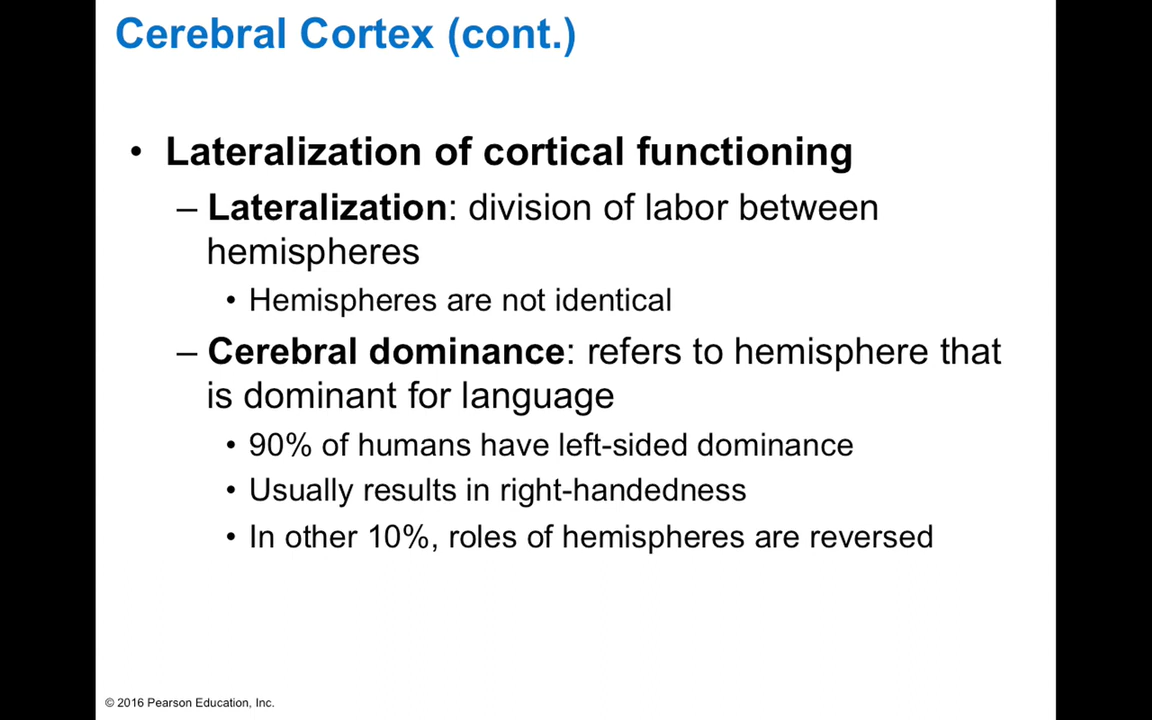 Cerebral Cortex (cont.)
• Lateralization of cortical functioning
– Lateralization: division of labor between
hemispheres
• Hemispheres are not identical
– Cerebral dominance: refers to hemisphere that
is dominant for language
• 90% of humans have left-sided dominance
• Usually results in right-handedness
• In other 10%, roles of hemispheres are reversed
© 2016 Pearson Education, Inc.